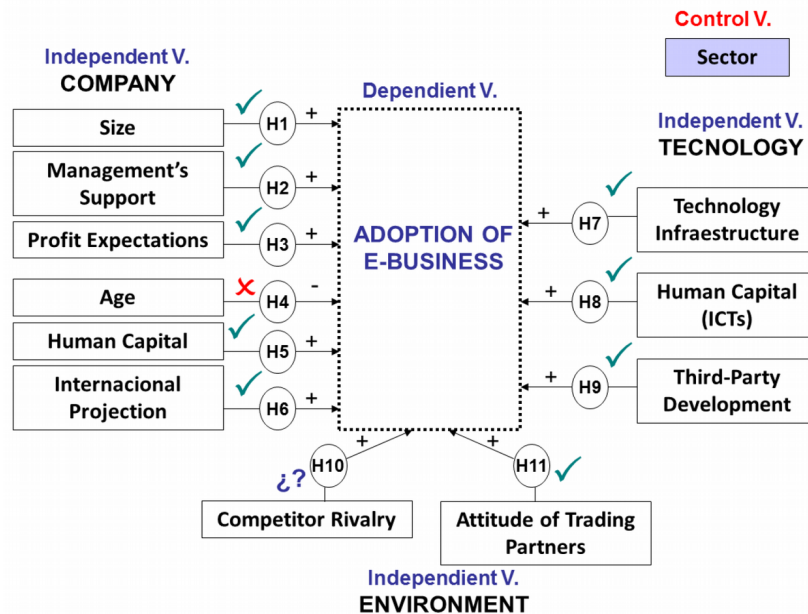 Control V.
Sector
Independent V.
COMPANY
Dependient V.
Independient V.
TECNOLOGY
Size
H1
+
Management's
Support
H2
+
Profit Expectations
H3
+
Age
H4
-
Human Capital
H5
+
Internacional
Projection
H6
+
ADOPTION OF
E-BUSINESS
+
H7
Technology
Infraestructure
+
H8
Human Capital
(ICTs)
+
H9
Third-Party
Development
+
H10
¿?
Competitor Rivalry
+
H11
Attitude of Trading
Partners
Independient V.
ENVIRONMENT